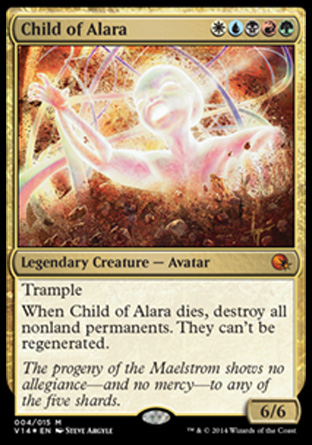 Child of Alara
Legendary Creature — Avatar
Trample
When Child of Alara dies, destroy all
nonland permanents. They can't be
regenerated.
The progeny of the Maelstrom shows no
allegiance—and no mercy—to any of
the five shards.
6/6
004/015 M
V14 ★ EN STEVE ARGYLE
™ & © 2014 Wizards of the Coast